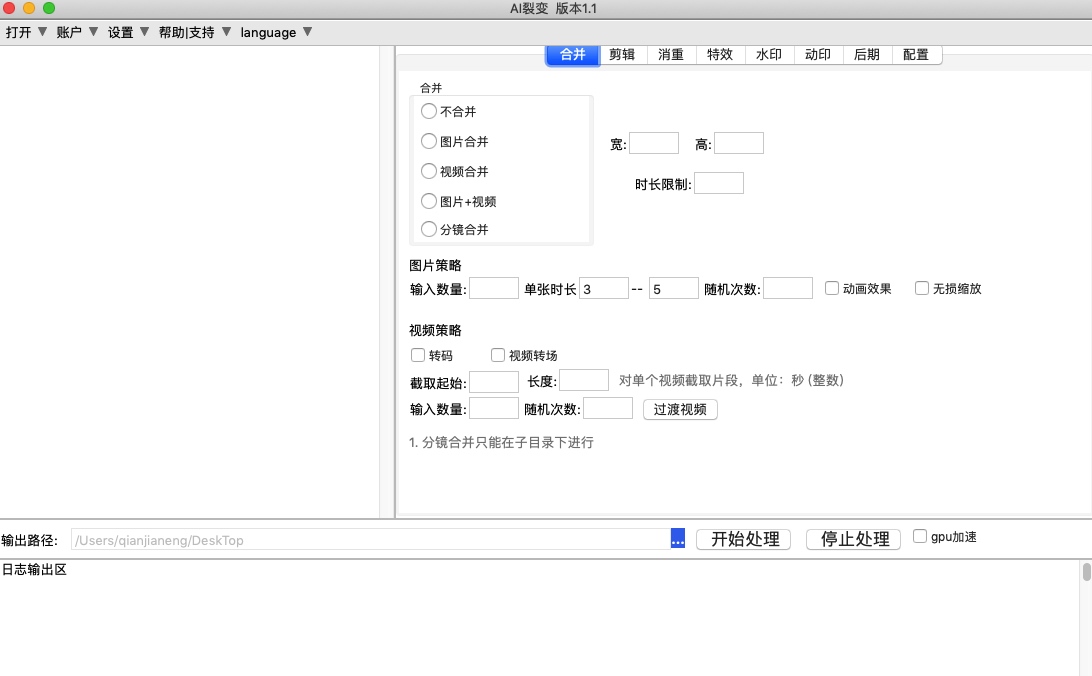 AI裂变 版本1.1
打开 ▼ 账户 ▼ 设置 ▼ 帮助|支持 ▼ language ▼
合并 剪辑 消重 特效 水印 动印 后期 配置
合并
不合并
图片合并
视频合并
图片+视频
分镜合并
宽: 高:
时长限制:
图片策略
输入数量: 单张时长 3 -- 5 随机次数: 动画效果 无损缩放
视频策略
转码 视频转场
截取起始: 长度: 对单个视频截取片段，单位：秒 (整数)
输入数量: 随机次数: 过渡视频
1. 分镜合并只能在子目录下进行
输出路径: /Users/qianjianeng/DeskTop ... 开始处理 停止处理 gpu加速
日志输出区